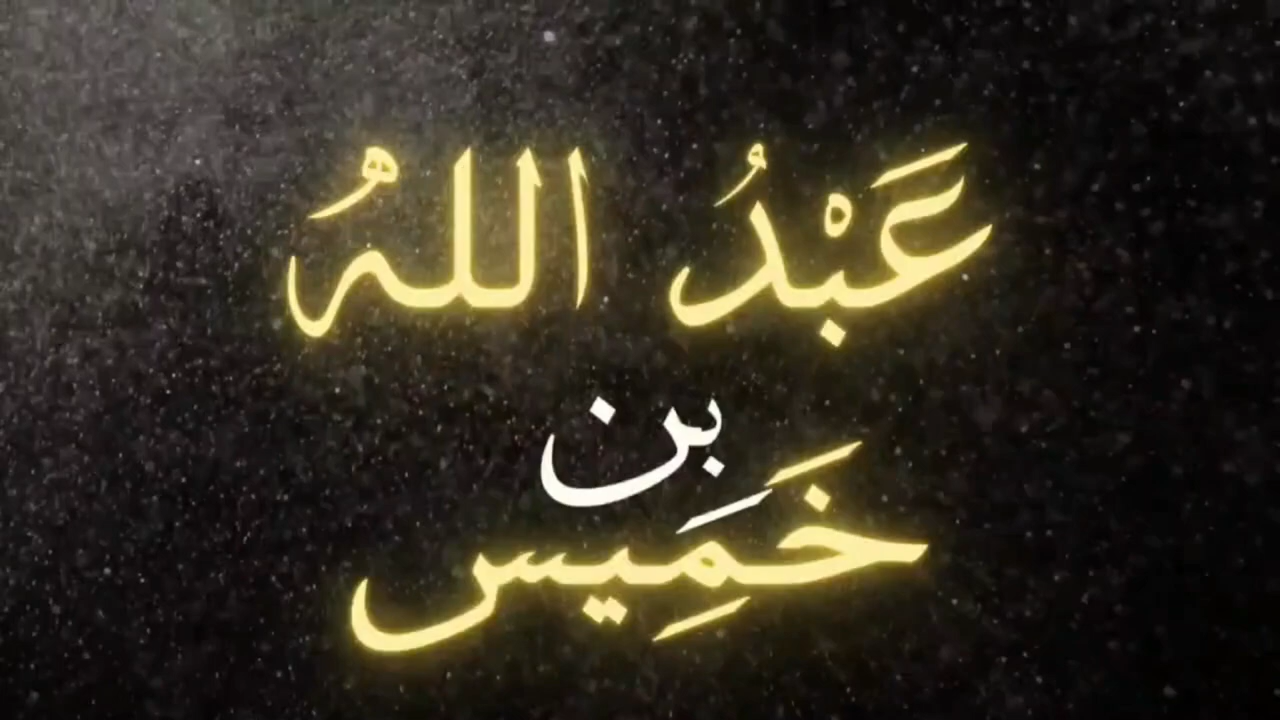 عَبْدُ اللهُ
بن
خَمِيس